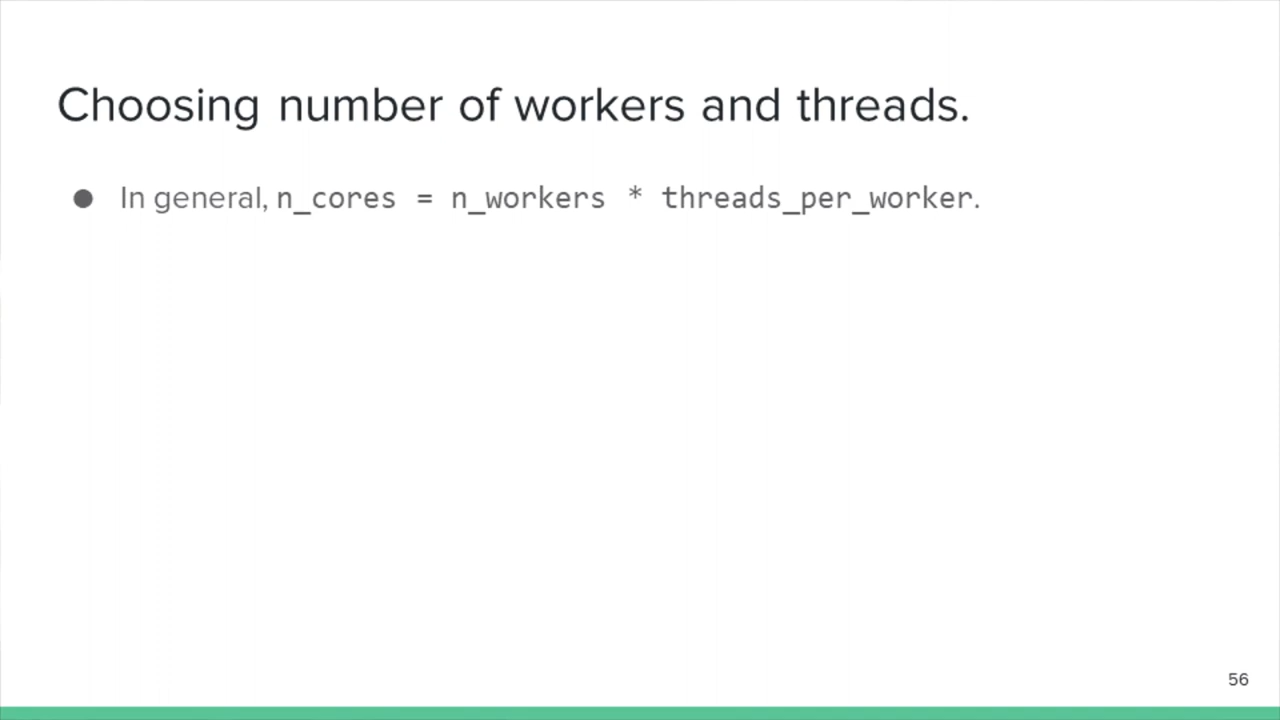 Choosing number of workers and threads.
● In general, n_cores = n_workers * threads_per_worker.
56